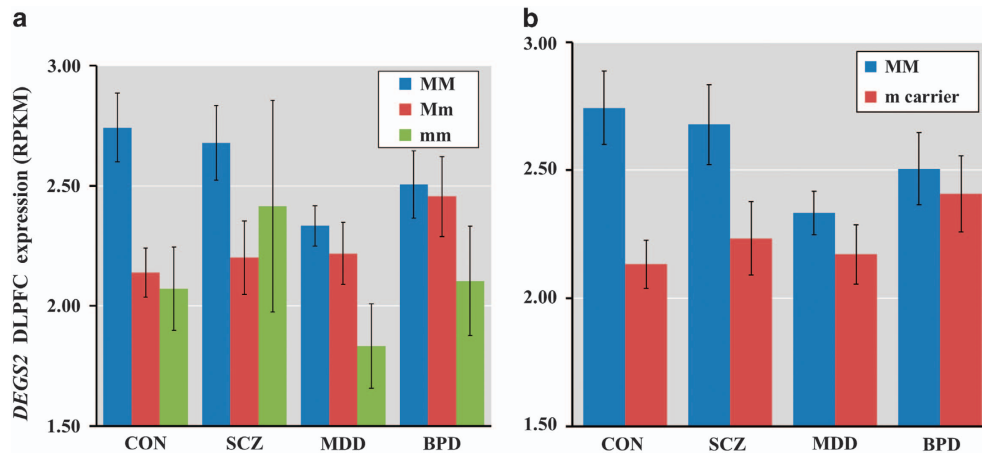 a
DEGS2 DLPFC expression (RPKM)
3.00
2.50
2.00
1.50
MM
Mm
mm
CON SCZ MDD BPD
b
3.00
2.50
2.00
1.50
MM
m carrier
CON SCZ MDD BPD